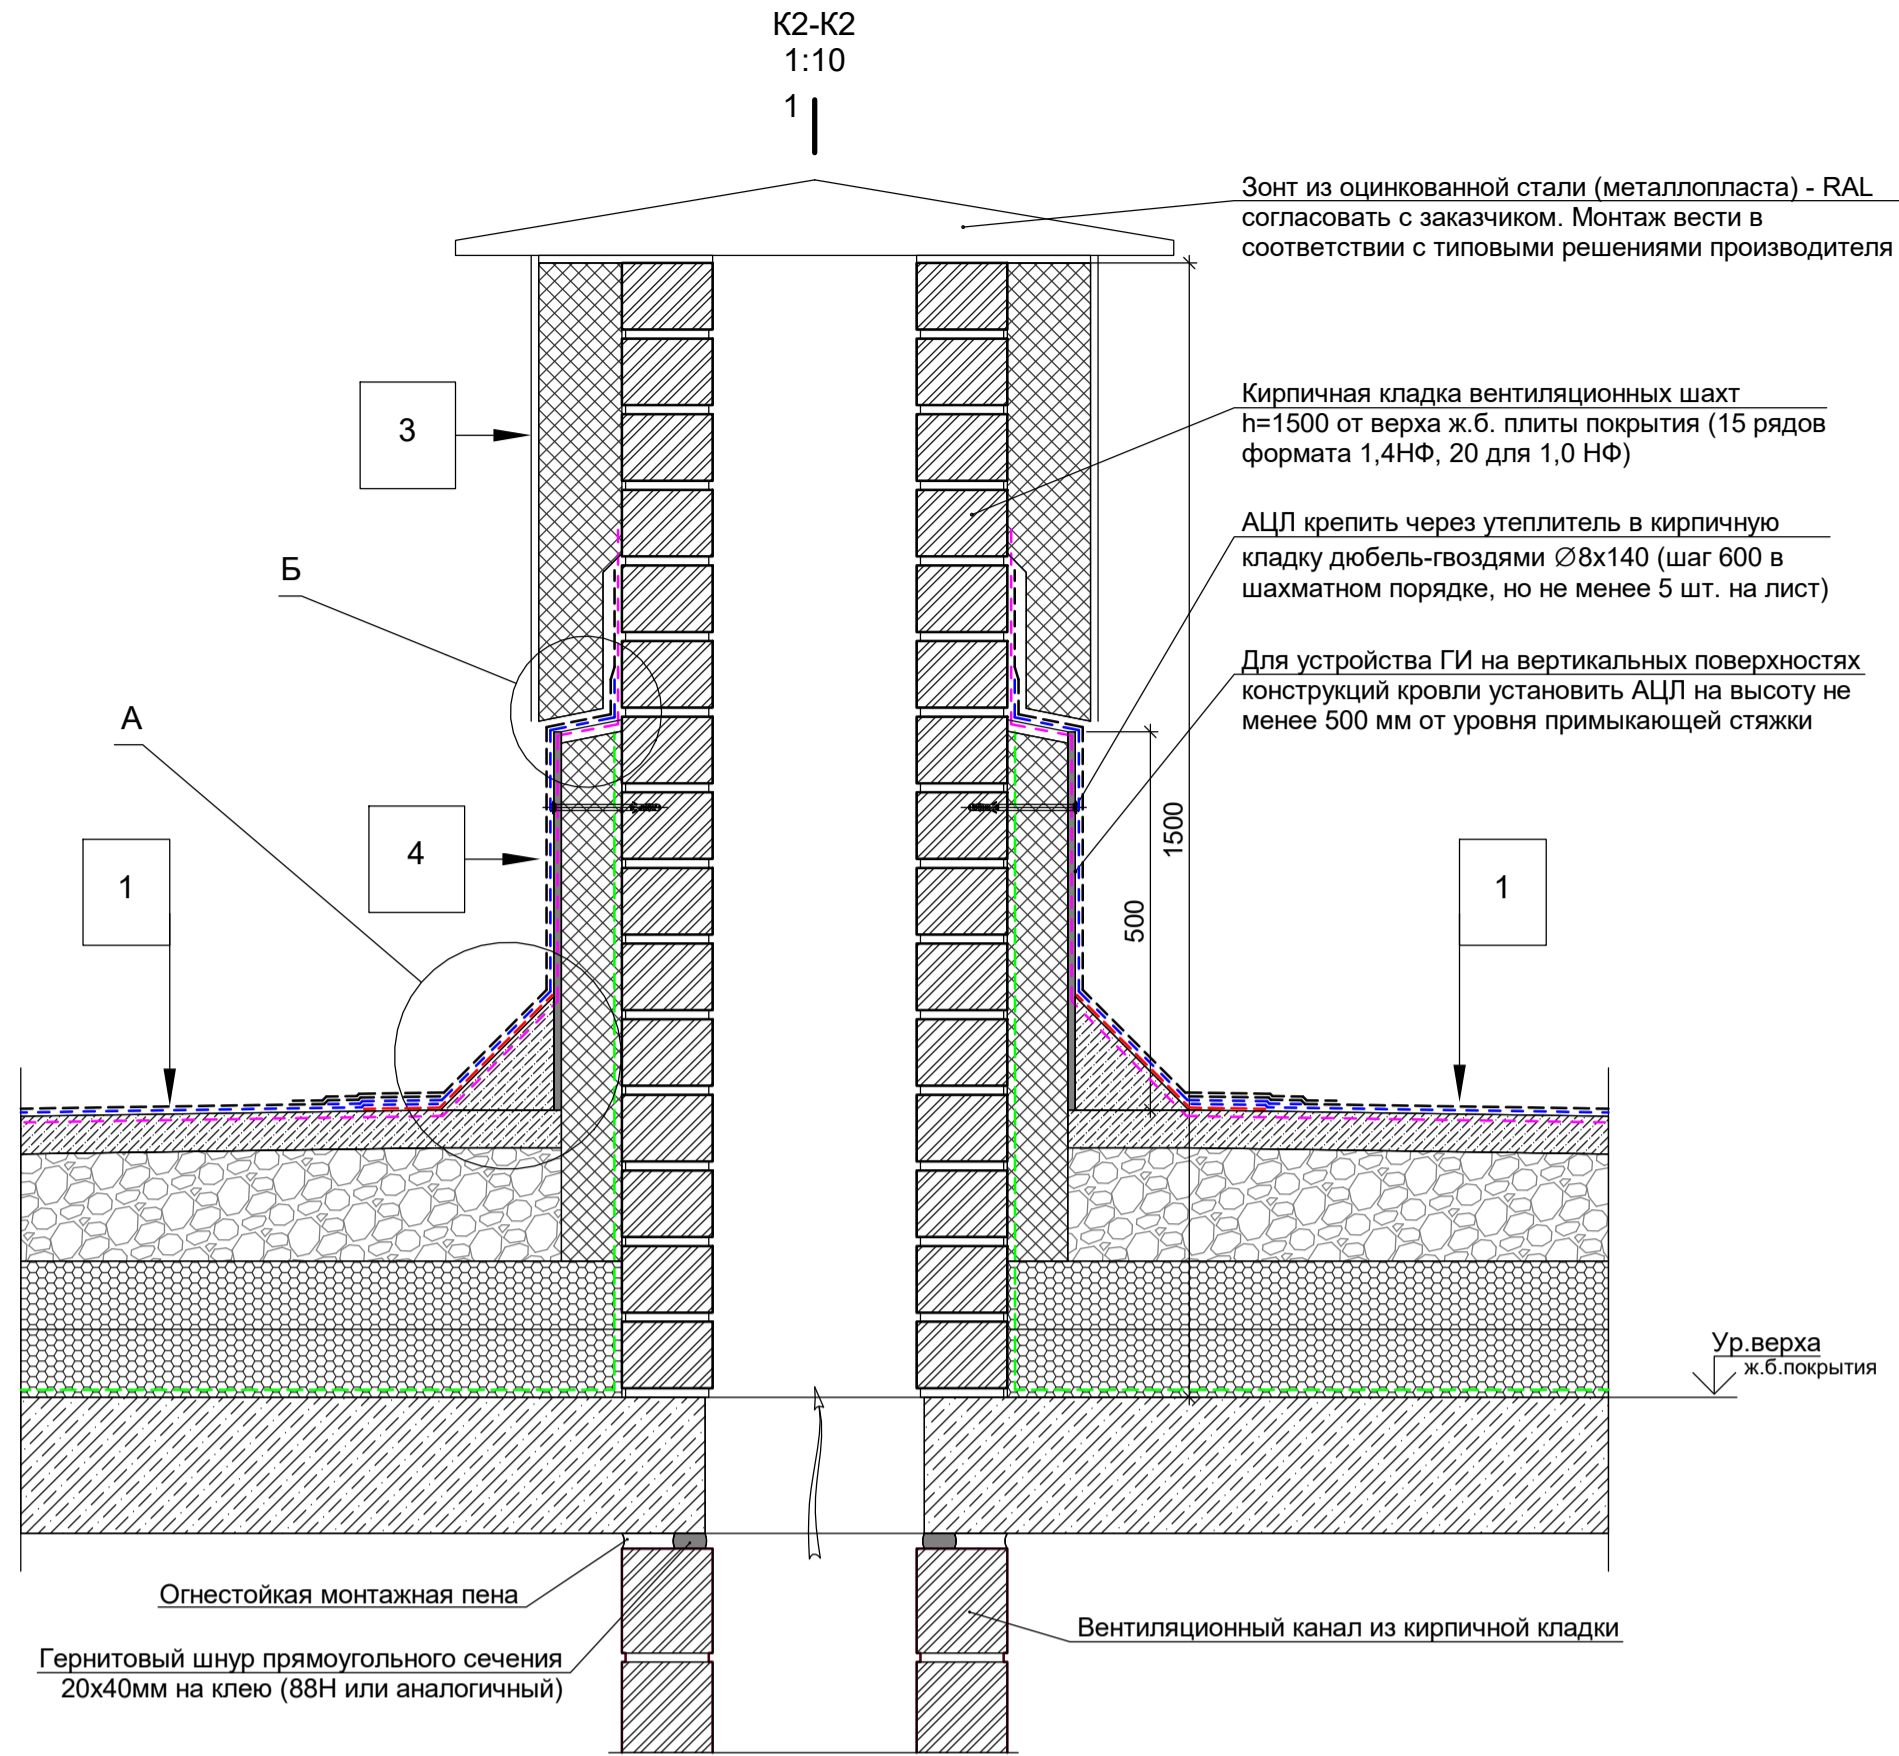 К2-К2
1:10
1
Зонт из оцинкованной стали (металлопласта) - RAL
согласовать с заказчиком. Монтаж вести в
соответствии с типовыми решениями производителя
3
Кирпичная кладка вентиляционных шахт
h=1500 от верха ж.б. плиты покрытия (15 рядов
формата 1,4НФ, 20 для 1,0 НФ)
АЦЛ крепить через утеплитель в кирпичную
кладку дюбель-гвоздями ∅8х140 (шаг 600 в
шахматном порядке, но не менее 5 шт. на лист)
Б
Для устройства ГИ на вертикальных поверхностях
конструкций кровли установить АЦЛ на высоту не
менее 500 мм от уровня примыкающей стяжки
А
4
1
1500
500
1
Ур.верха
ж.б.покрытия
Огнестойкая монтажная пена
Гернитовый шнур прямоугольного сечения
20х40мм на клею (88Н или аналогичный)
Вентиляционный канал из кирпичной кладки